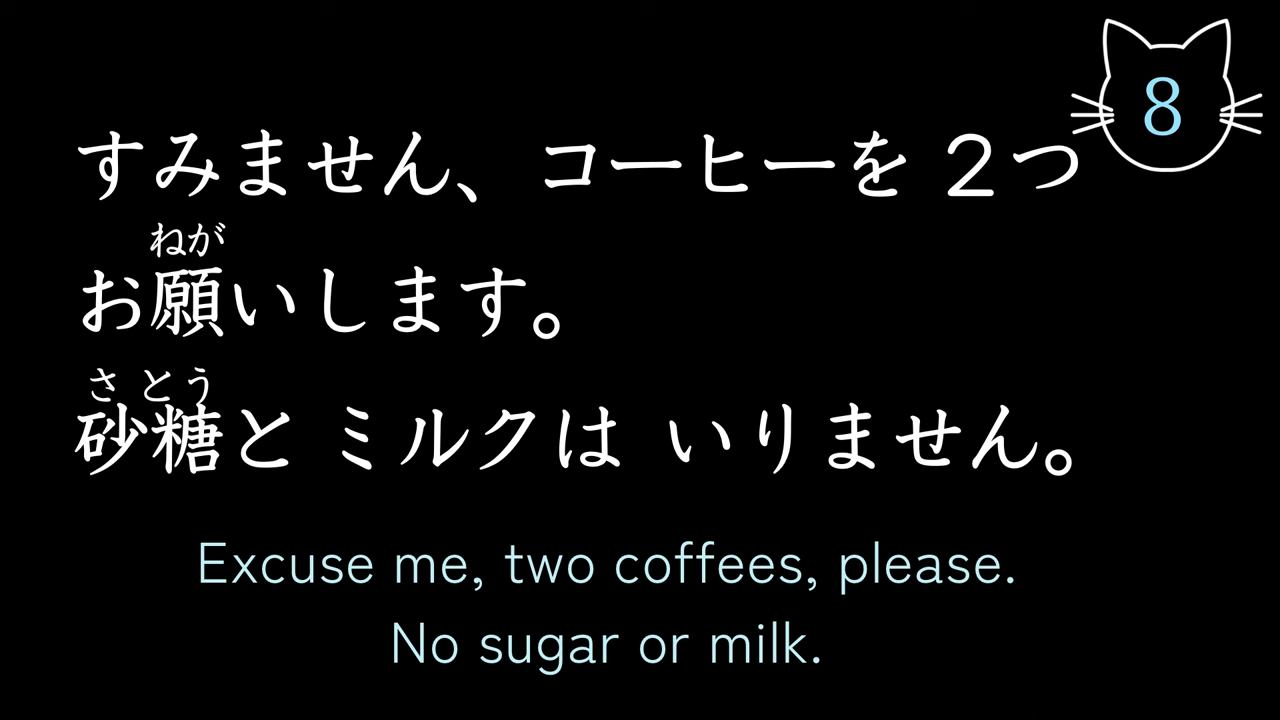 8
すみません、コーヒーを ２つ
ねが
お願いします。
さとう
砂糖と ミルクは いりません。
Excuse me, two coffees, please.
No sugar or milk.